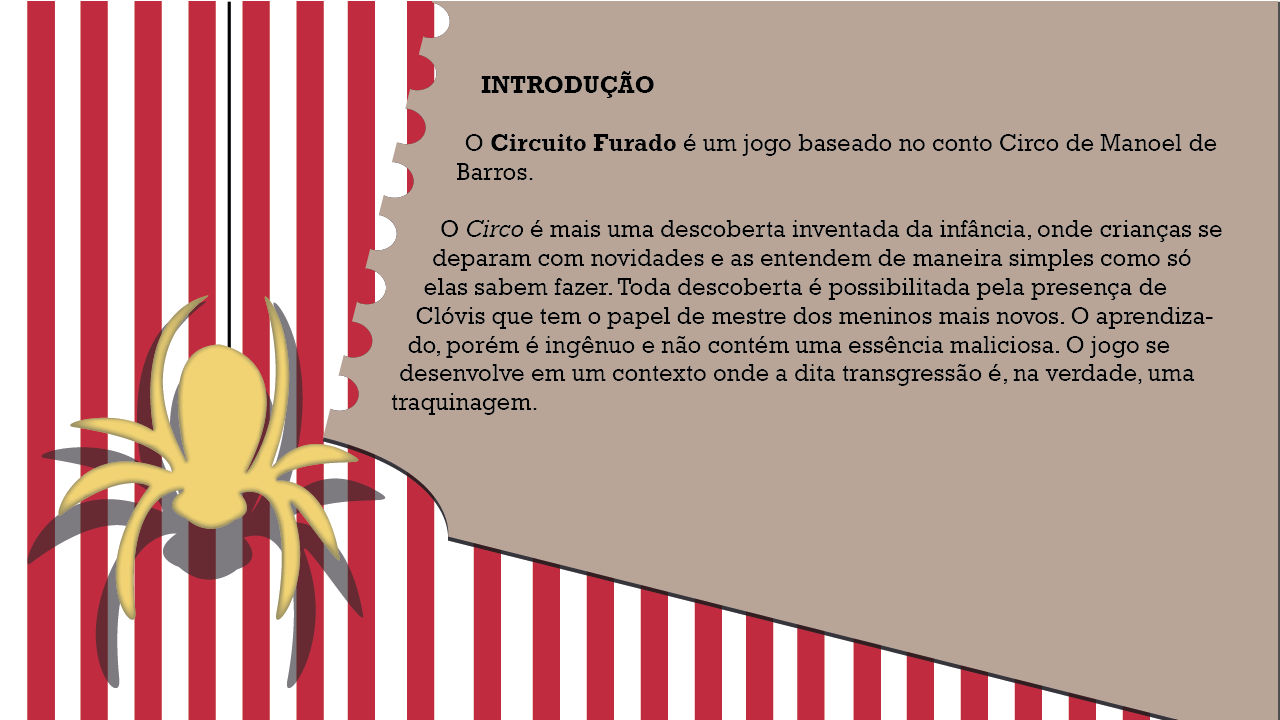 INTRODUÇÃO
O Circuito Furado é um jogo baseado no conto Circo de Manoel de
Barros.
O Circo é mais uma descoberta inventada da infância, onde crianças se
deparam com novidades e as entendem de maneira simples como só
elas sabem fazer. Toda descoberta é possibilitada pela presença de
Clóvis que tem o papel de mestre dos meninos mais novos. O aprendiza-
do, porém é ingênuo e não contém uma essência maliciosa. O jogo se
desenvolve em um contexto onde a dita transgressão é, na verdade, uma
traquinagem.